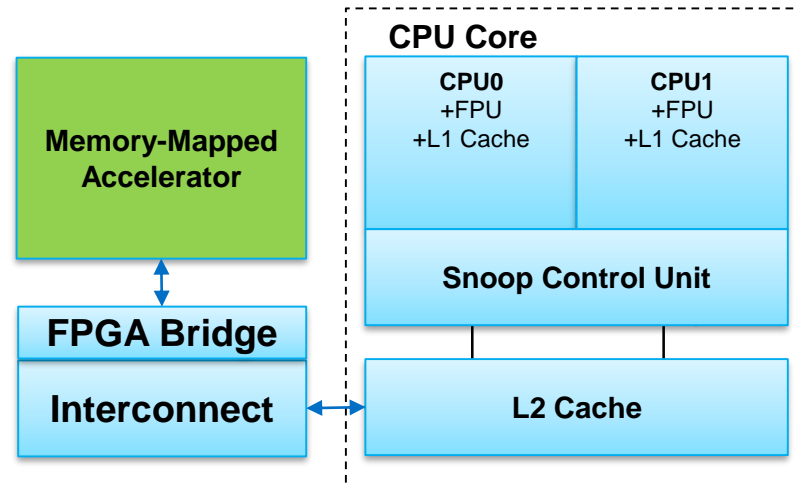 CPU Core
Memory-Mapped
Accelerator
CPU0
+FPU
+L1 Cache
CPU1
+FPU
+L1 Cache
Snoop Control Unit
FPGA Bridge
Interconnect
L2 Cache